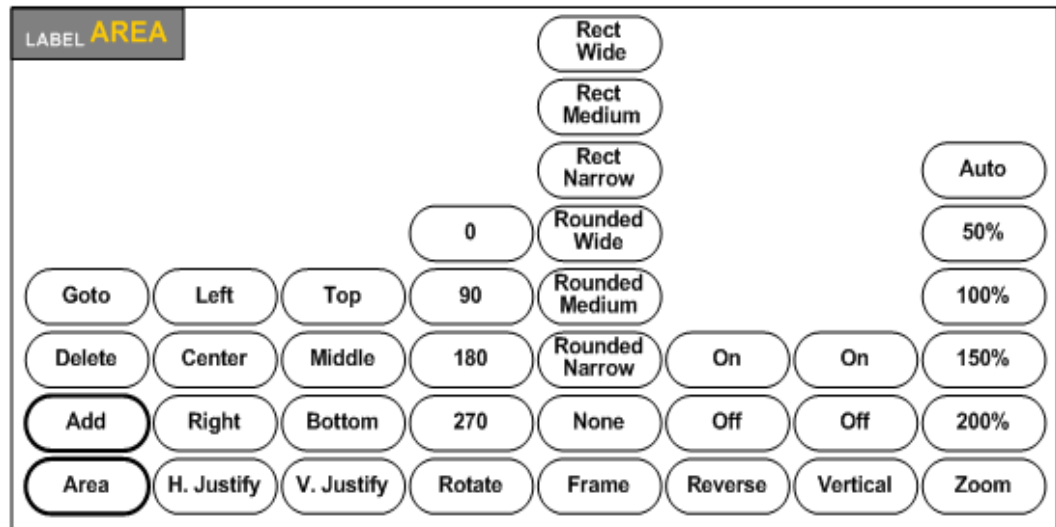 LABEL AREA
Rect
Wide
Rect
Medium
Rect
Narrow
Auto
0
Rounded
Wide
50%
Goto
Left
Top
90
Rounded
Medium
100%
Delete
Center
Middle
180
Rounded
Narrow
On
On
150%
Add
Right
Bottom
270
None
Off
Off
200%
Area
H. Justify
V. Justify
Rotate
Frame
Reverse
Vertical
Zoom